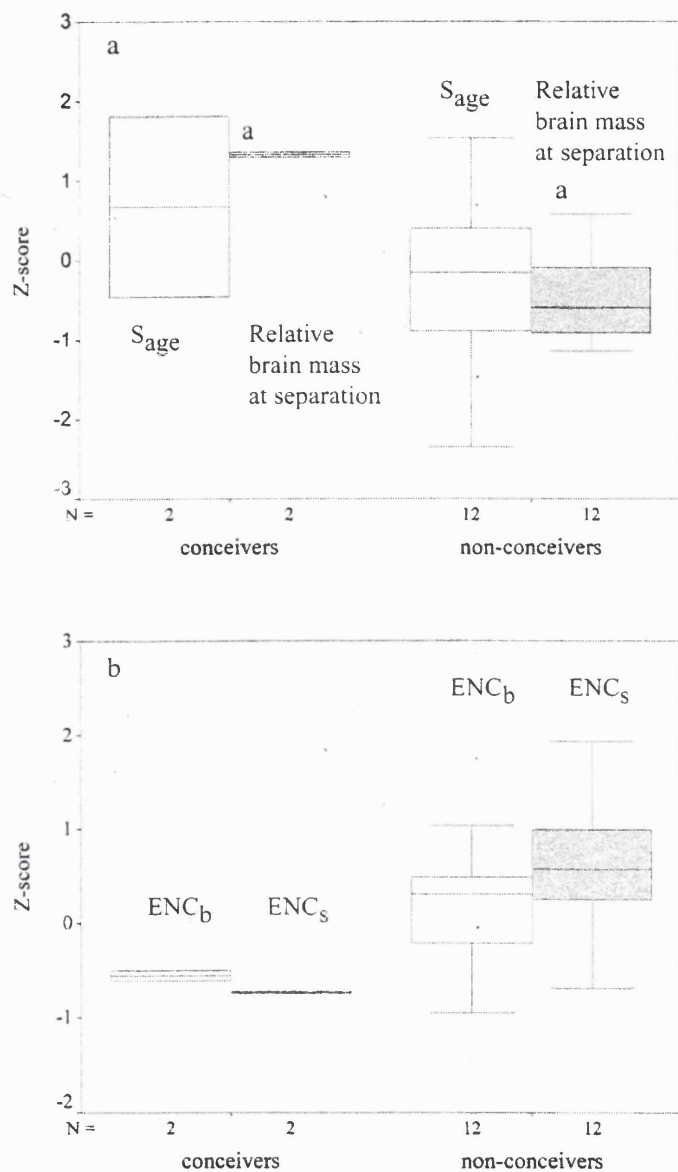 3
a
2
S_age
Relative
brain mass
at separation
a
1
a
0
Z-score
-1
S_age
Relative
brain mass
at separation
-2
-3
N = 2 2 12 12
conceivers non-conceivers
3
b
ENC_b ENC_s
2
1
Z-score
ENC_b ENC_s
0
-1
-2
N = 2 2 12 12
conceivers non-conceivers